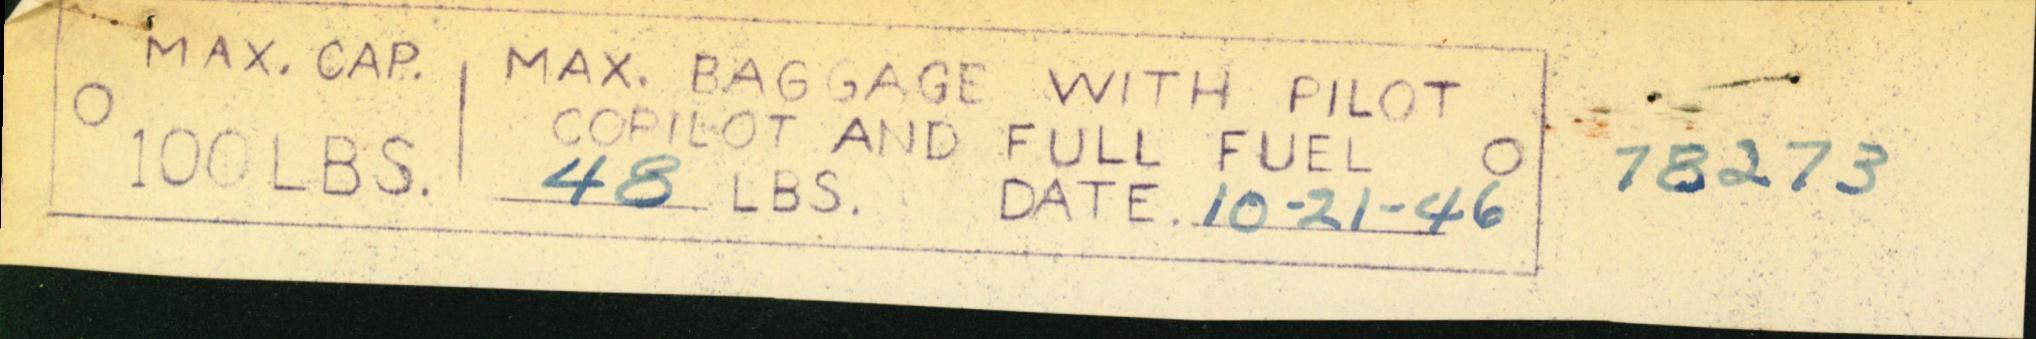 MAX. CAP.
100 LBS.
MAX. BAGGAGE WITH PILOT
COPILOT AND FULL FUEL
48 LBS. DATE. 10-21-46
78273